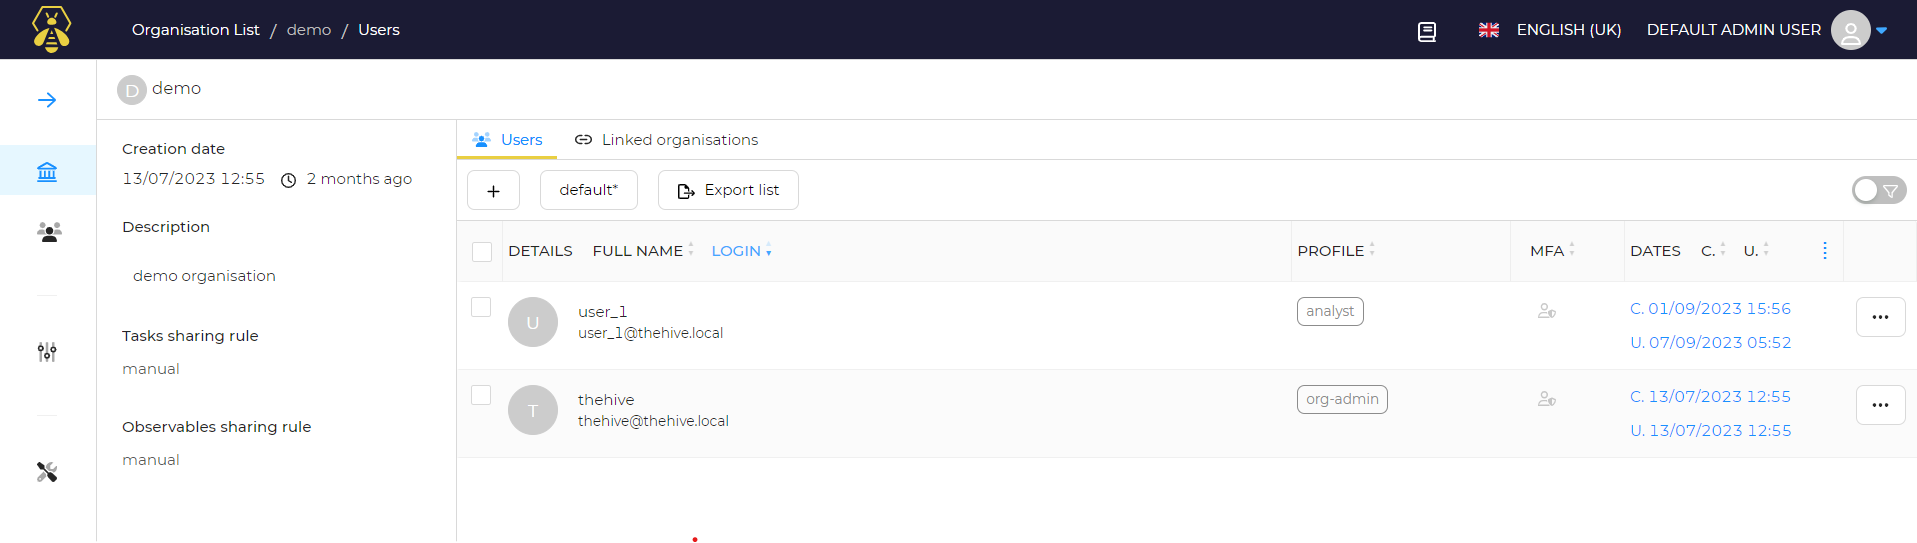 Organisation List / demo / Users
ENGLISH (UK)
DEFAULT ADMIN USER
D demo
Creation date
13/07/2023 12:55 2 months ago
Description
demo organisation
Tasks sharing rule
manual
Observables sharing rule
manual
Users Linked organisations
+ default* Export list
DETAILS FULL NAME LOGIN PROFILE MFA DATES C. U.
U
user_1
user_1@thehive.local
analyst
C. 01/09/2023 15:56
U. 07/09/2023 05:52
T
thehive
thehive@thehive.local
org-admin
C. 13/07/2023 12:55
U. 13/07/2023 12:55